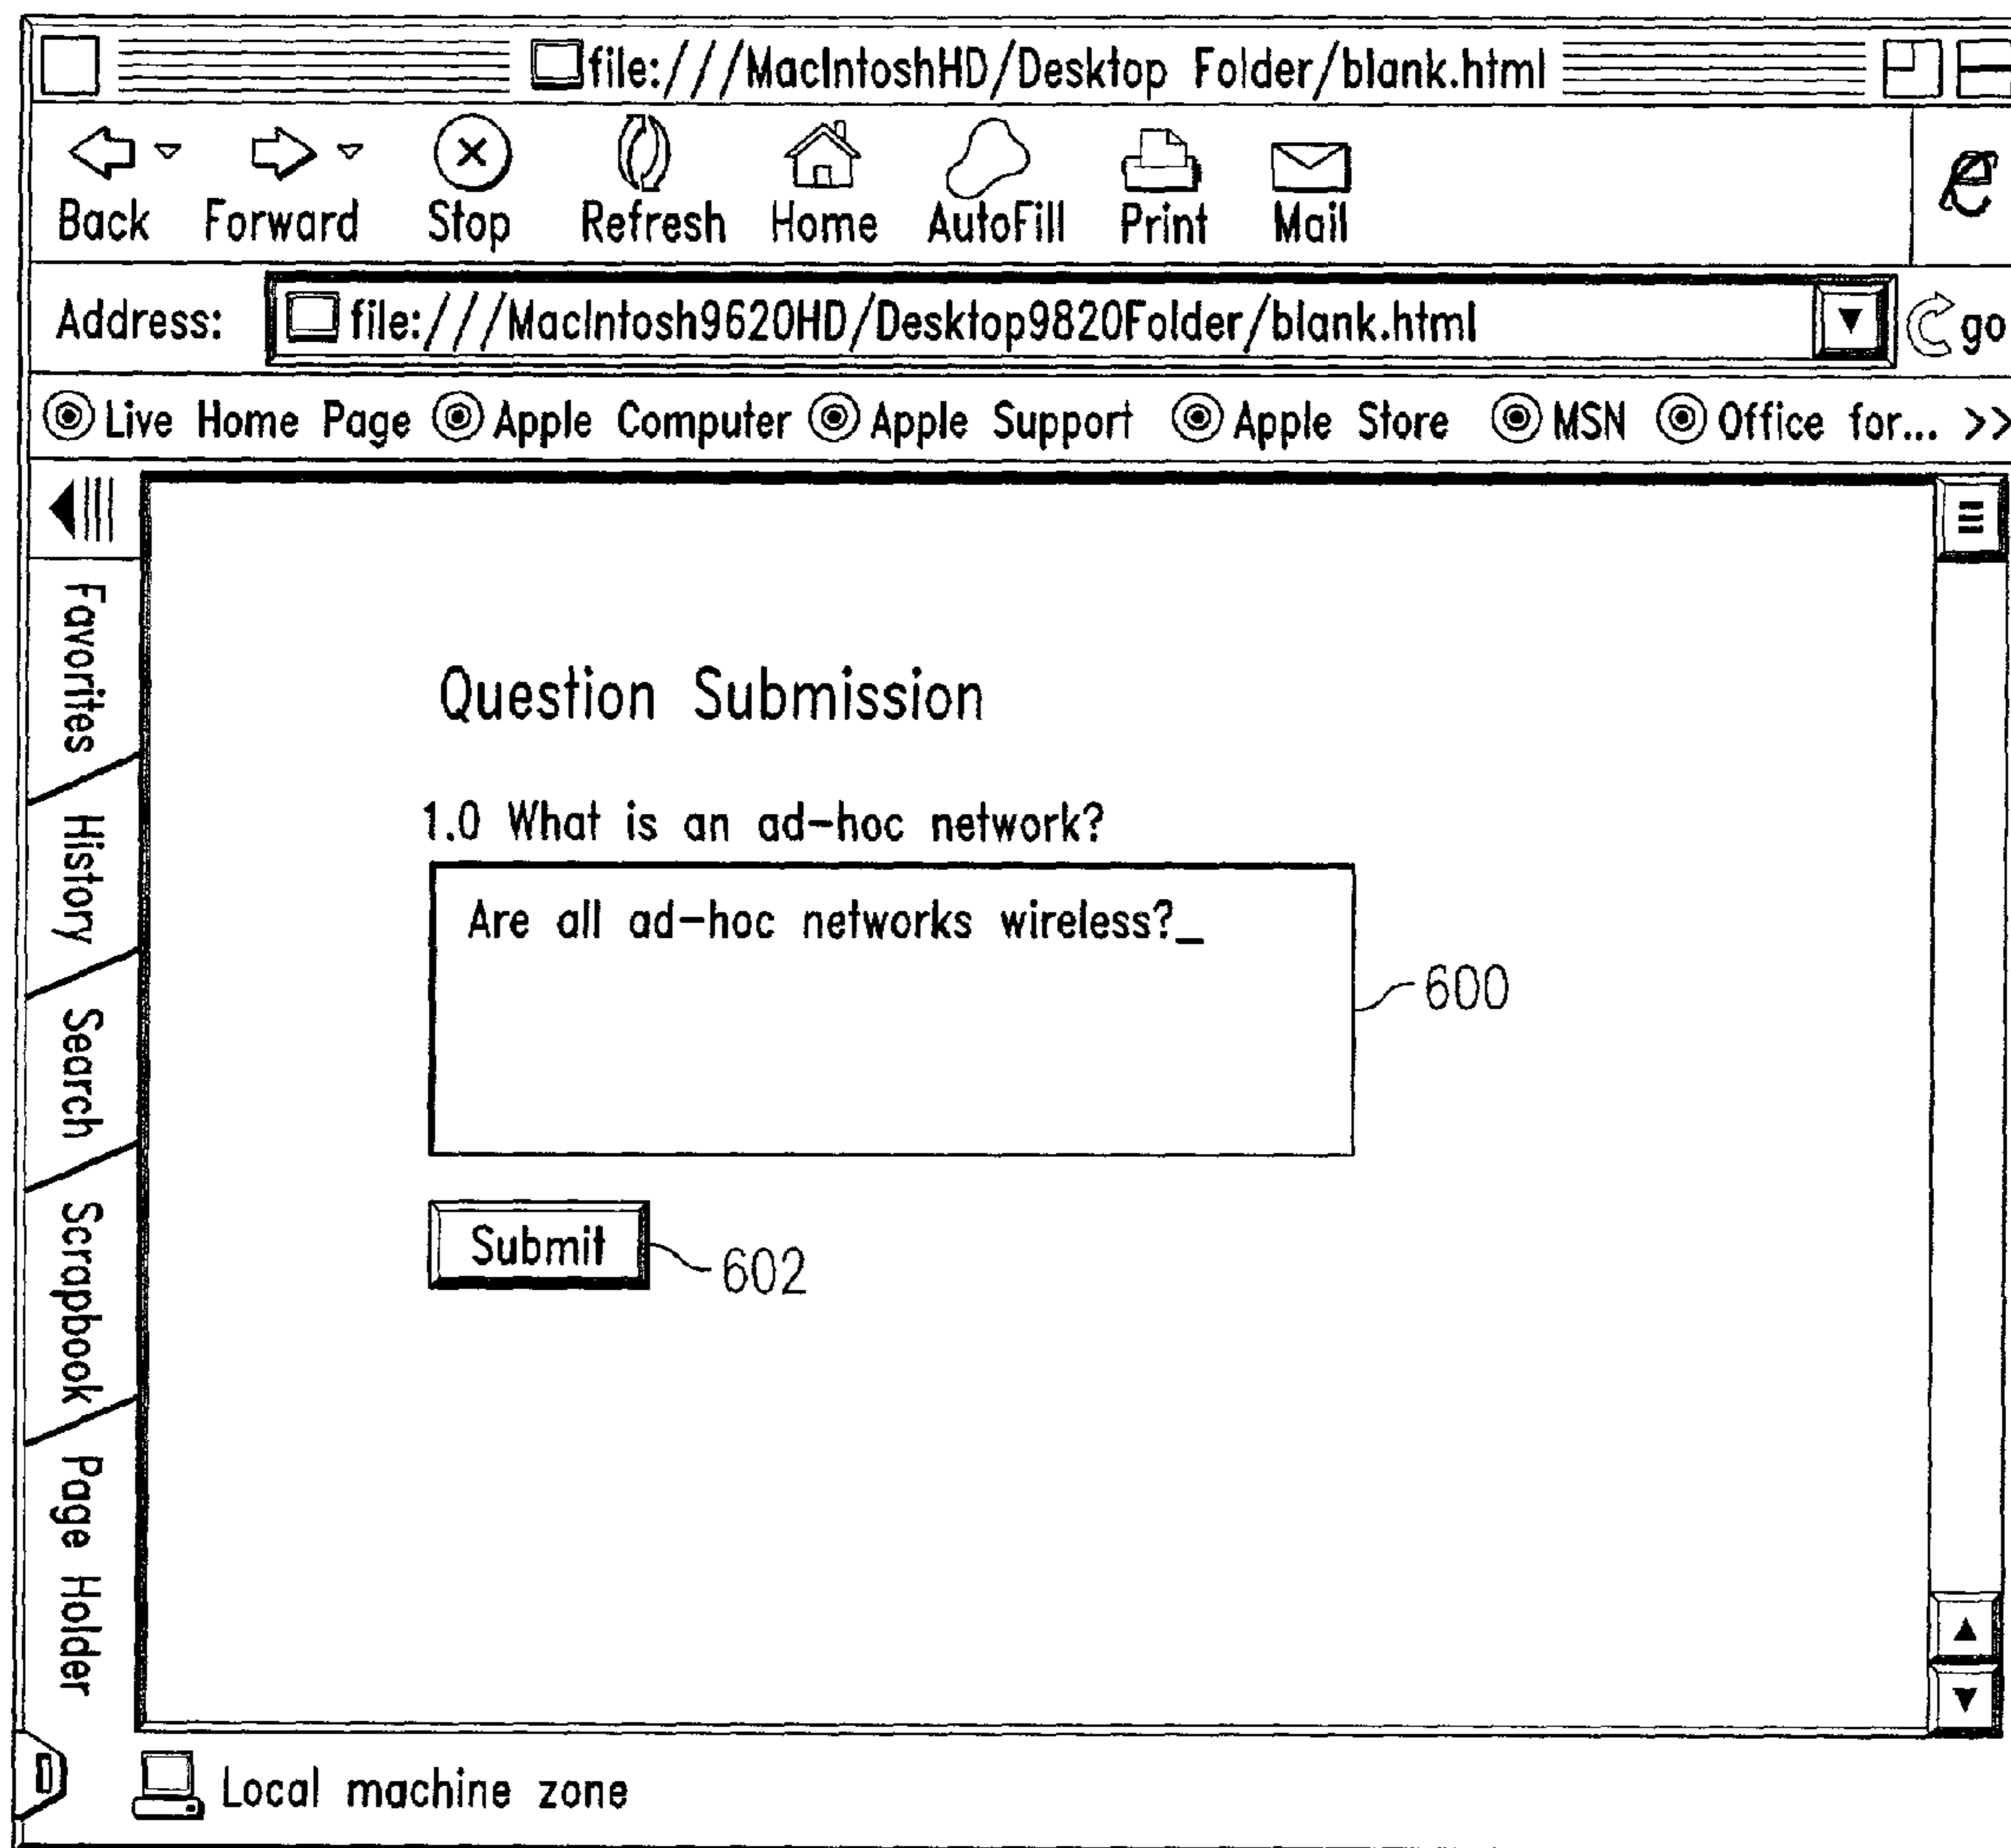 file:///MacIntoshHD/Desktop Folder/blank.html
Back Forward Stop Refresh Home AutoFill Print Mail
Address: file:///MacIntosh9620HD/Desktop9820Folder/blank.html go
Live Home Page Apple Computer Apple Support Apple Store MSN Office for... >>
Favorites
History
Search
Scrapbook
Page Holder
Question Submission
1.0 What is an ad-hoc network?
Are all ad-hoc networks wireless?_
600
Submit
602
Local machine zone